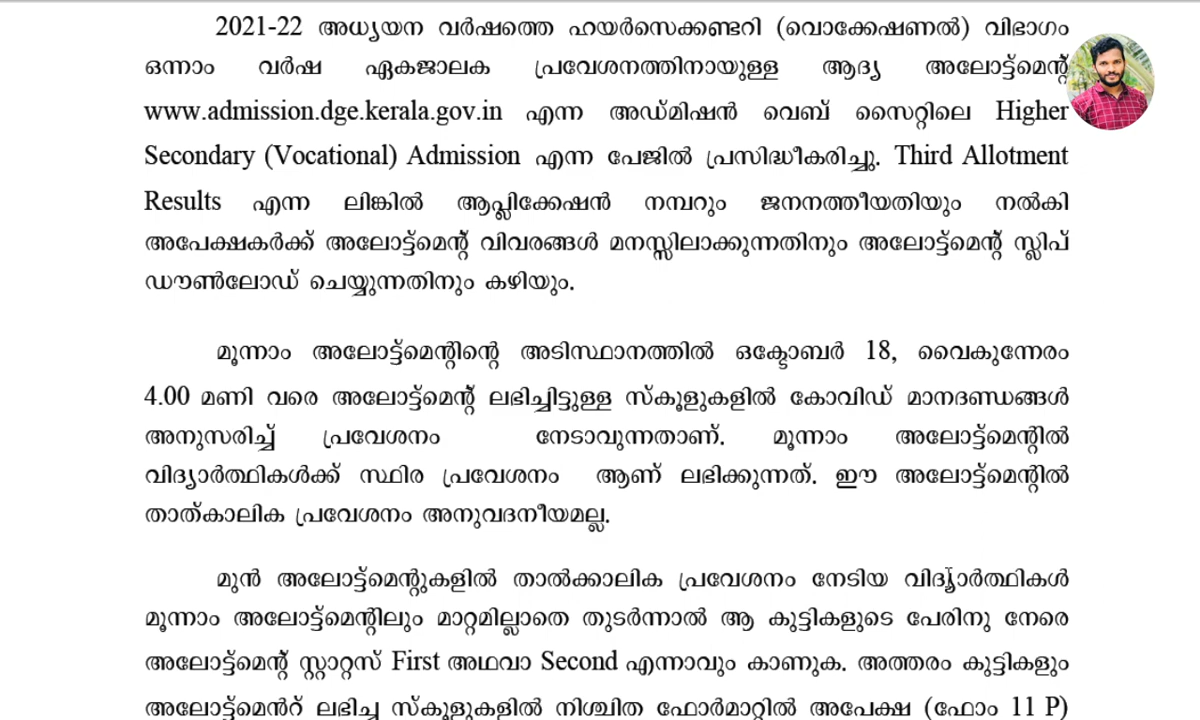 2021-22 അധ്യയന വർഷത്തെ ഹയർസെക്കണ്ടറി (വൊക്കേഷണൽ) വിഭാഗം
ഒന്നാം വർഷ ഏകജാലക പ്രവേശനത്തിനായുള്ള ആദ്യ അലോട്ട്മെന്റ്
www.admission.dge.kerala.gov.in എന്ന അഡ്മിഷൻ വെബ് സൈറ്റിലെ Higher
Secondary (Vocational) Admission എന്ന പേജിൽ പ്രസിദ്ധീകരിച്ചു. Third Allotment
Results എന്ന ലിങ്കിൽ ആപ്ലിക്കേഷൻ നമ്പറും ജനനത്തീയതിയും നൽകി
അപേക്ഷകർക്ക് അലോട്ട്മെന്റ് വിവരങ്ങൾ മനസ്സിലാക്കുന്നതിനും അലോട്ട്മെന്റ് സ്ലിപ്
ഡൗൺലോഡ് ചെയ്യുന്നതിനും കഴിയും.
മൂന്നാം അലോട്ട്മെന്റിന്റെ അടിസ്ഥാനത്തിൽ ഒക്ടോബർ 18, വൈകുന്നേരം
4.00 മണി വരെ അലോട്ട്മെന്റ് ലഭിച്ചിട്ടുള്ള സ്കൂളുകളിൽ കോവിഡ് മാനദണ്ഡങ്ങൾ
അനുസരിച്ച് പ്രവേശനം നേടാവുന്നതാണ്. മൂന്നാം അലോട്ട്മെന്റിൽ
വിദ്യാർത്ഥികൾക്ക് സ്ഥിര പ്രവേശനം ആണ് ലഭിക്കുന്നത്. ഈ അലോട്ട്മെന്റിൽ
താത്കാലിക പ്രവേശനം അനുവദനീയമല്ല.
മുൻ അലോട്ട്മെന്റുകളിൽ താൽക്കാലിക പ്രവേശനം നേടിയ വിദ്യാർത്ഥികൾ
മൂന്നാം അലോട്ട്മെന്റിലും മാറ്റമില്ലാതെ തുടർന്നാൽ ആ കുട്ടികളുടെ പേരിനു നേരെ
അലോട്ട്മെന്റ് സ്റ്റാറ്റസ് First അഥവാ Second എന്നാവും കാണുക. അത്തരം കുട്ടികളും
അലോട്ട്മെൻറ് ലഭിച്ച സ്കൂളുകളിൽ നിശ്ചിത ഫോർമാറ്റിൽ അപേക്ഷ (ഫോം 11 P)